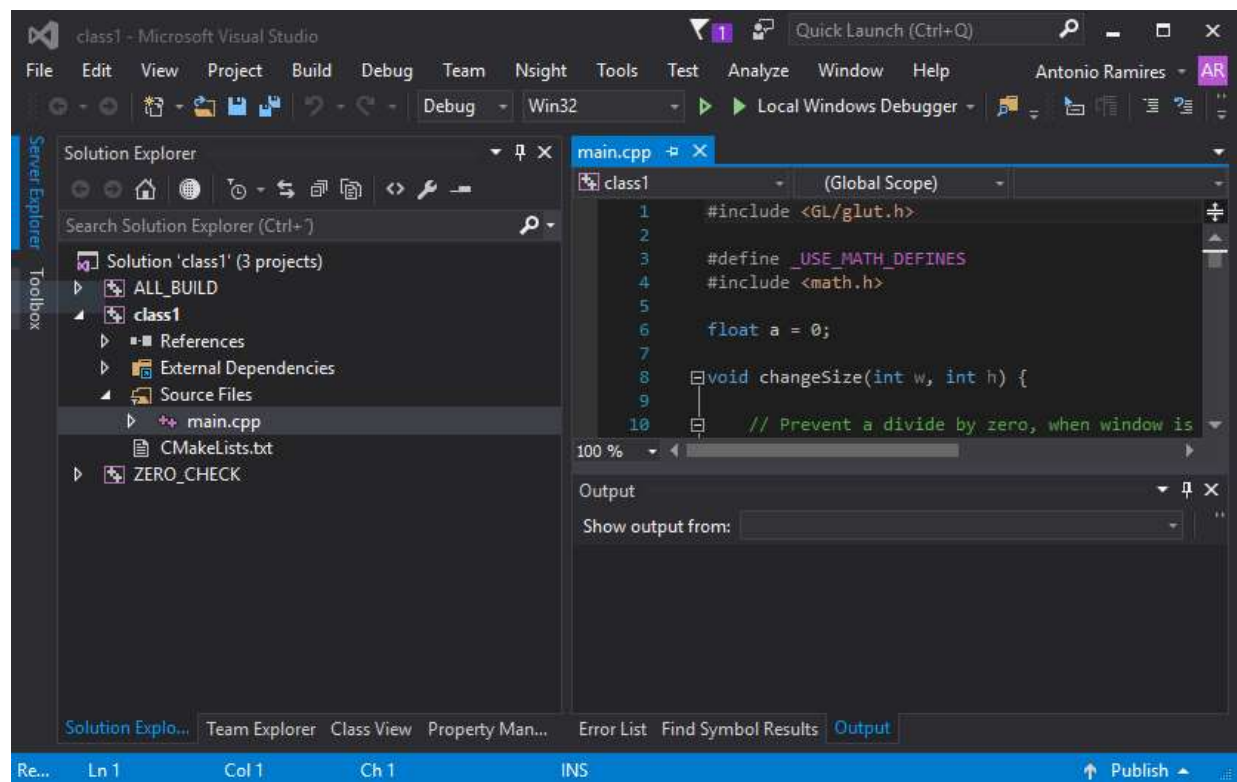 class1 - Microsoft Visual Studio
1
Quick Launch (Ctrl+Q)
File Edit View Project Build Debug Team Nsight Tools Test Analyze Window Help Antonio Ramires AR
Debug Win32 Local Windows Debugger
Server Explorer
Toolbox
Solution Explorer
Search Solution Explorer (Ctrl+ˆ)
Solution 'class1' (3 projects)
ALL_BUILD
class1
References
External Dependencies
Source Files
main.cpp
CMakeLists.txt
ZERO_CHECK
Solution Explo... Team Explorer Class View Property Man...
main.cpp
class1 (Global Scope)
1 #include <GL/glut.h>
2
3 #define _USE_MATH_DEFINES
4 #include <math.h>
5
6 float a = 0;
7
8 void changeSize(int w, int h) {
9
10 // Prevent a divide by zero, when window is
100 %
Output
Show output from:
Error List Find Symbol Results Output
Re... Ln 1 Col 1 Ch 1 INS Publish